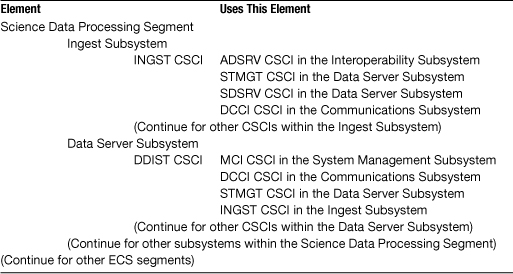 Element Uses This Element
Science Data Processing Segment
Ingest Subsystem
INGST CSCI ADSRV CSCI in the Interoperability Subsystem
STMGT CSCI in the Data Server Subsystem
SDSRV CSCI in the Data Server Subsystem
DCCI CSCI in the Communications Subsystem
(Continue for other CSCIs within the Ingest Subsystem)
Data Server Subsystem
DDIST CSCI MCI CSCI in the System Management Subsystem
DCCI CSCI in the Communications Subsystem
STMGT CSCI in the Data Server Subsystem
INGST CSCI in the Ingest Subsystem
(Continue for other CSCIs within the Data Server Subsystem)
(Continue for other subsystems within the Science Data Processing Segment)
(Continue for other ECS segments)